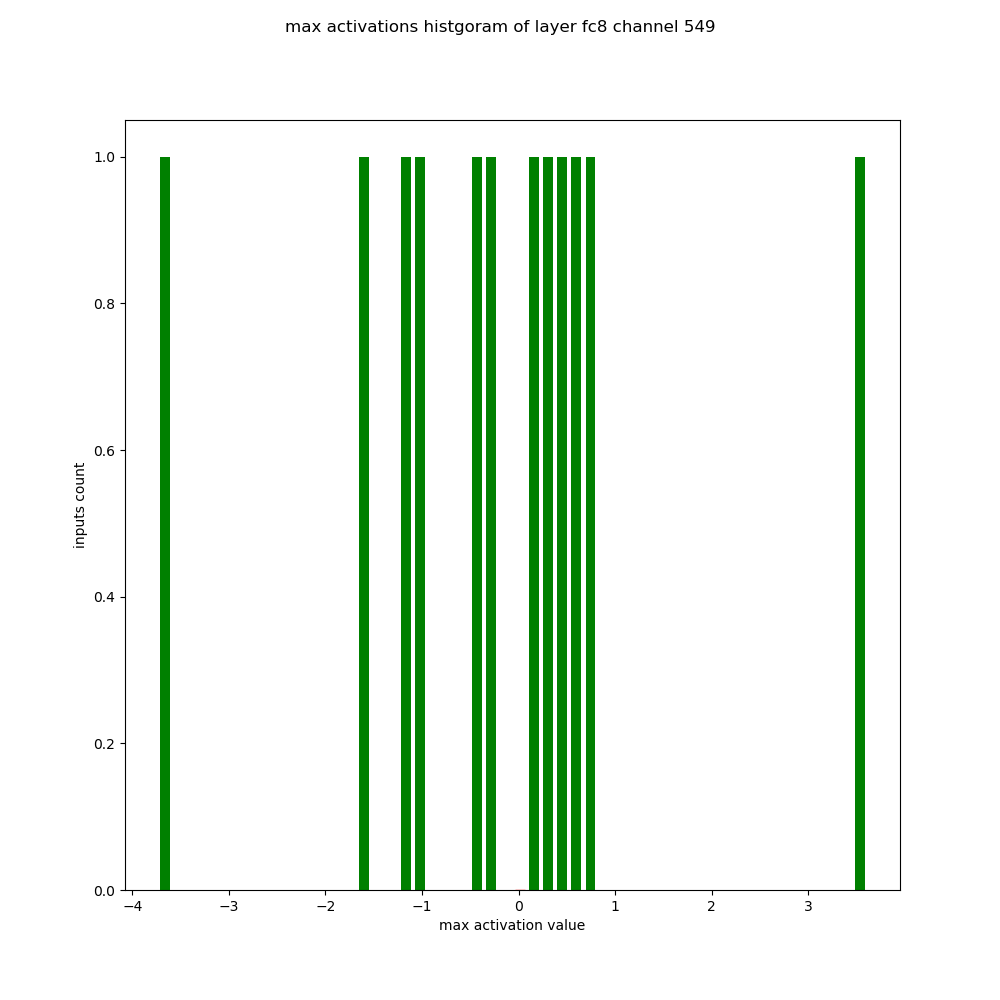 max activations histgoram of layer fc8 channel 549
1.0
0.8
0.6
0.4
0.2
0.0
inputs count
−4 −3 −2 −1 0 1 2 3
max activation value